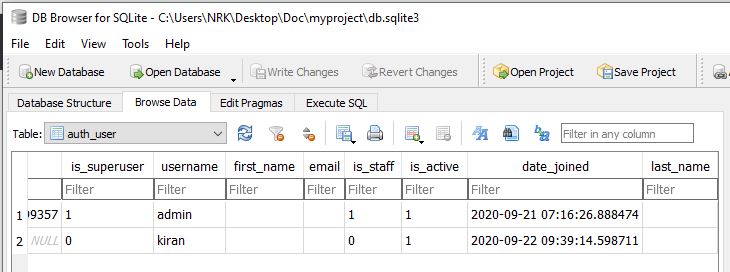 DB Browser for SQLite - C:\Users\NRK\Desktop\Doc\myproject\db.sqlite3
File Edit View Tools Help
New Database Open Database Write Changes Revert Changes Open Project Save Project
Database Structure Browse Data Edit Pragmas Execute SQL
Table: auth_user Filter in any column
is_superuser username first_name email is_staff is_active date_joined last_name
Filter Filter Filter Filter Filter Filter Filter Filter
1 09357 1 admin 1 1 2020-09-21 07:16:26.888474
2 NULL 0 kiran 0 1 2020-09-22 09:39:14.598711